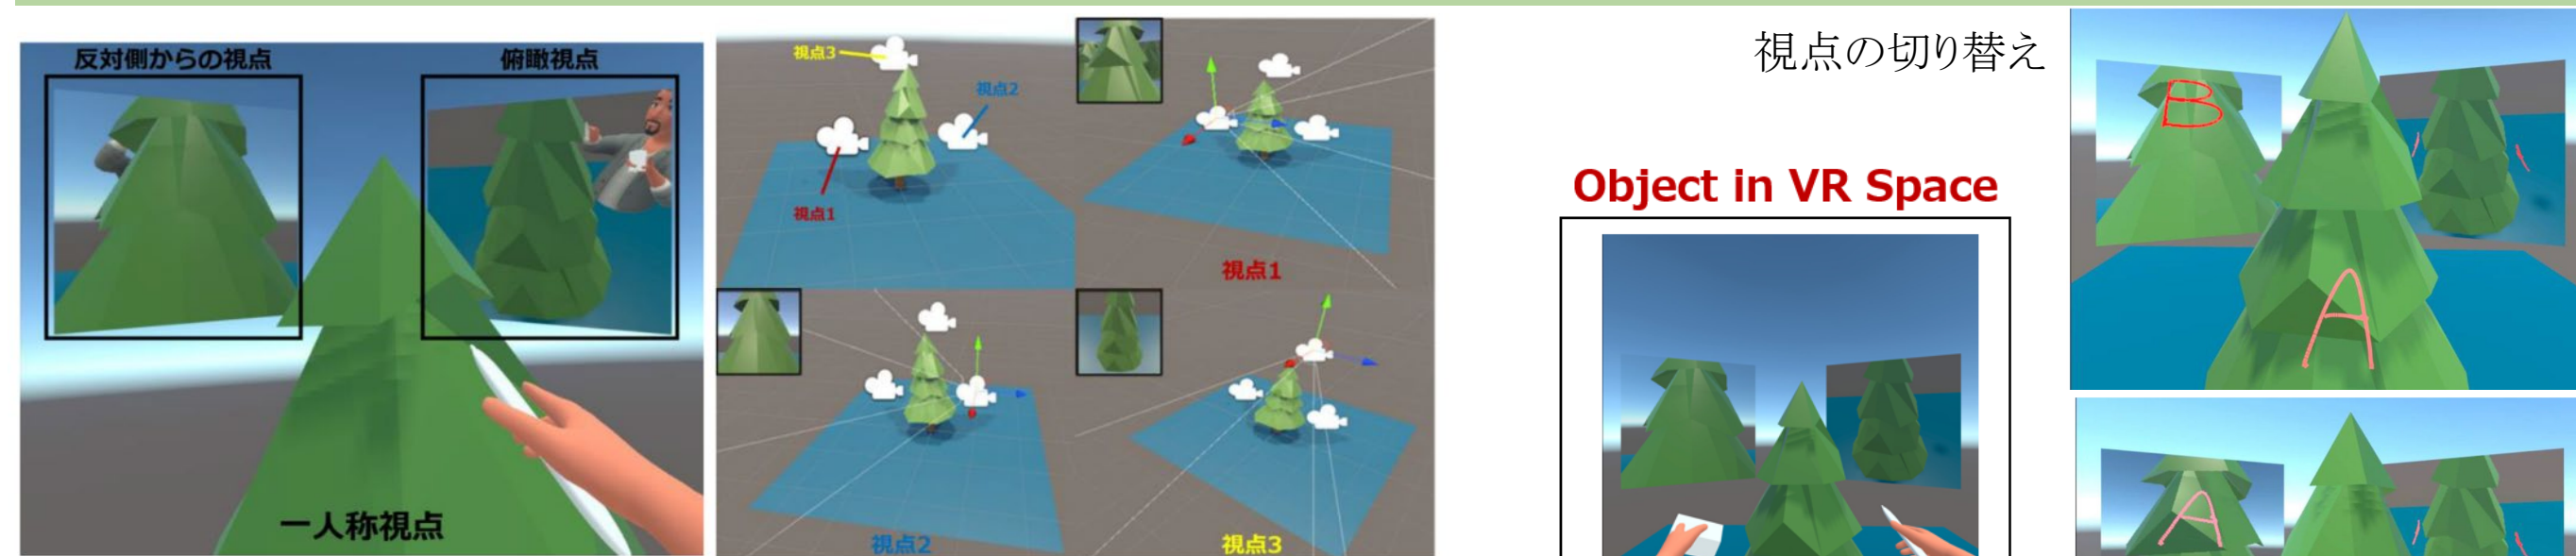 反対側からの視点
俯瞰視点
一人称視点
視点3
視点2
視点1
視点1
視点2
視点3
視点の切り替え
Object in VR Space
B
A
A